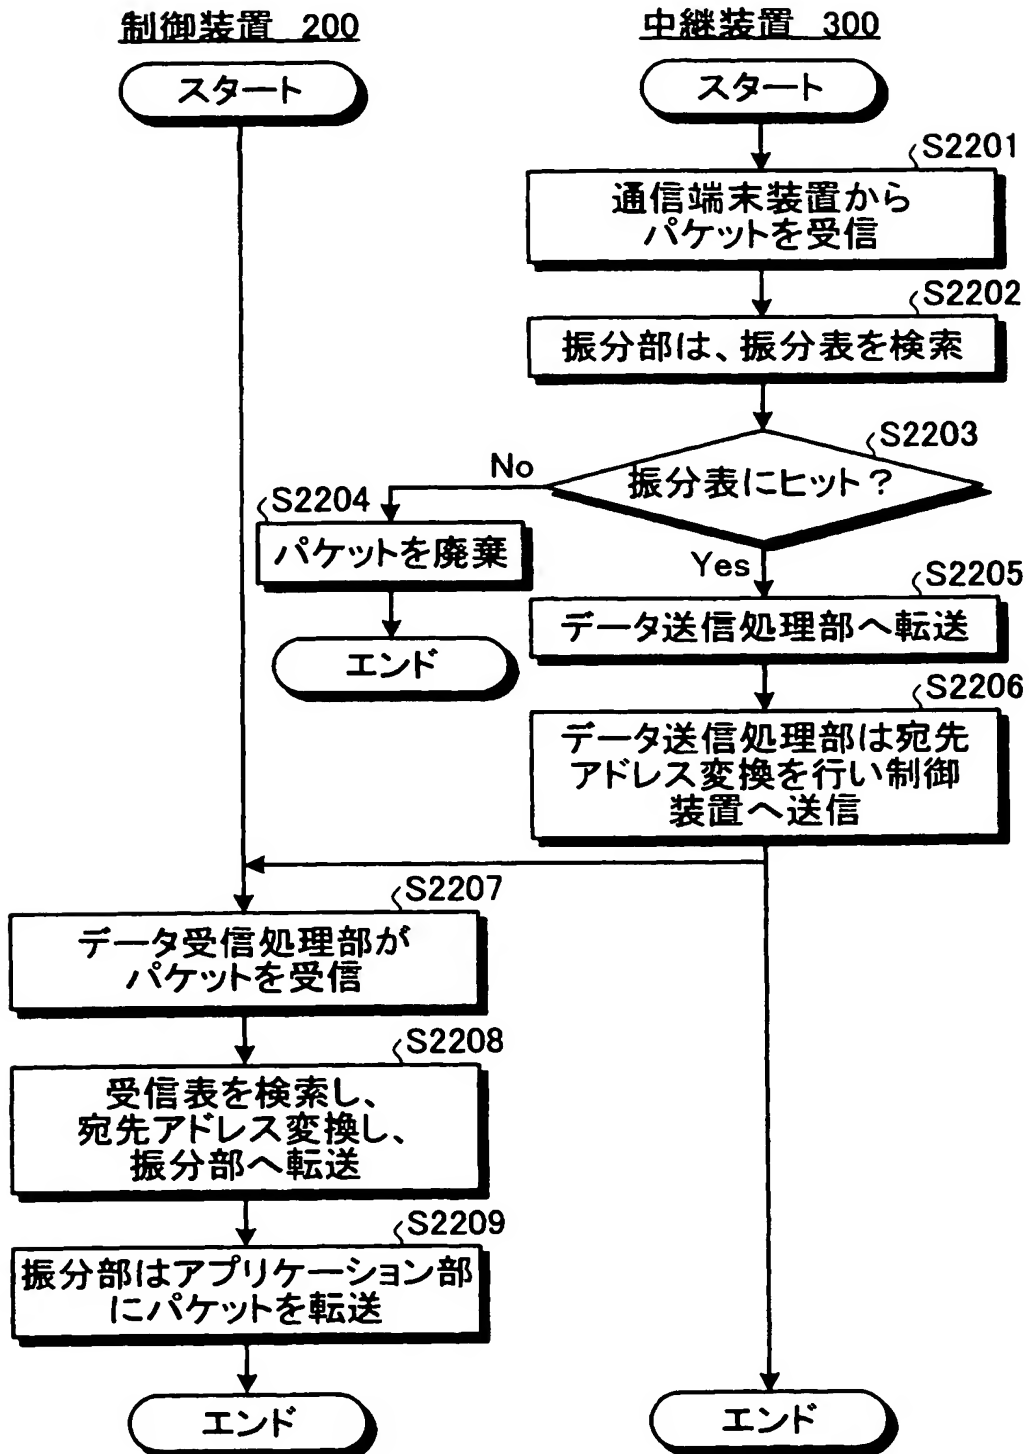 制御装置 200
中継装置 300
スタート
スタート
S2201
通信端末装置から
パケットを受信
S2202
振分部は、振分表を検索
S2203
振分表にヒット？
No
S2204
パケットを廃棄
エンド
Yes
S2205
データ送信処理部へ転送
S2206
データ送信処理部は宛先
アドレス変換を行い制御
装置へ送信
S2207
データ受信処理部が
パケットを受信
S2208
受信表を検索し、
宛先アドレス変換し、
振分部へ転送
S2209
振分部はアプリケーション部
にパケットを転送
エンド
エンド